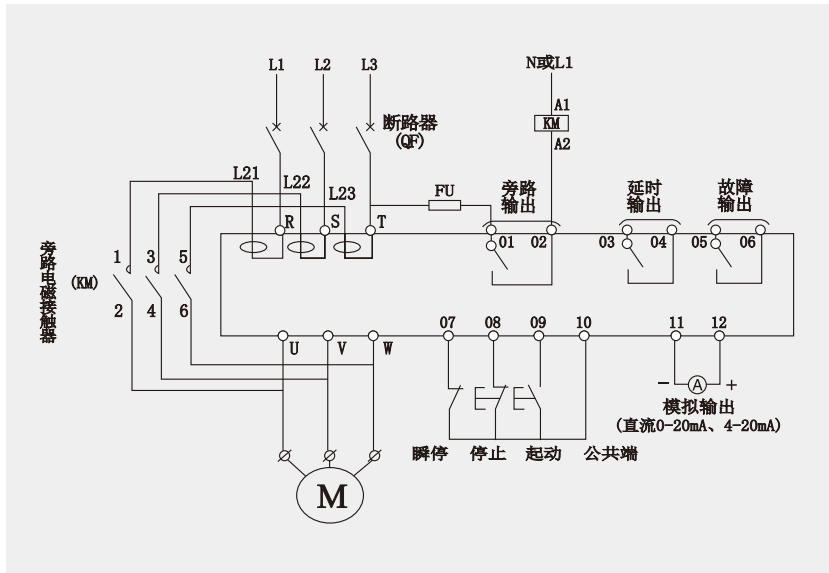 L1 L2 L3 N或L1
A1
KM
A2
断路器
(QF)
L21 L22 L23
FU
旁路
输出
延时
输出
故障
输出
R S T
01 02 03 04 05 06
旁路电磁接触器
(KM)
1 3 5
2 4 6
U V W
07 08 09 10 11 12
－ A ＋
模拟输出
(直流0-20mA、4-20mA)
瞬停 停止 起动 公共端
M